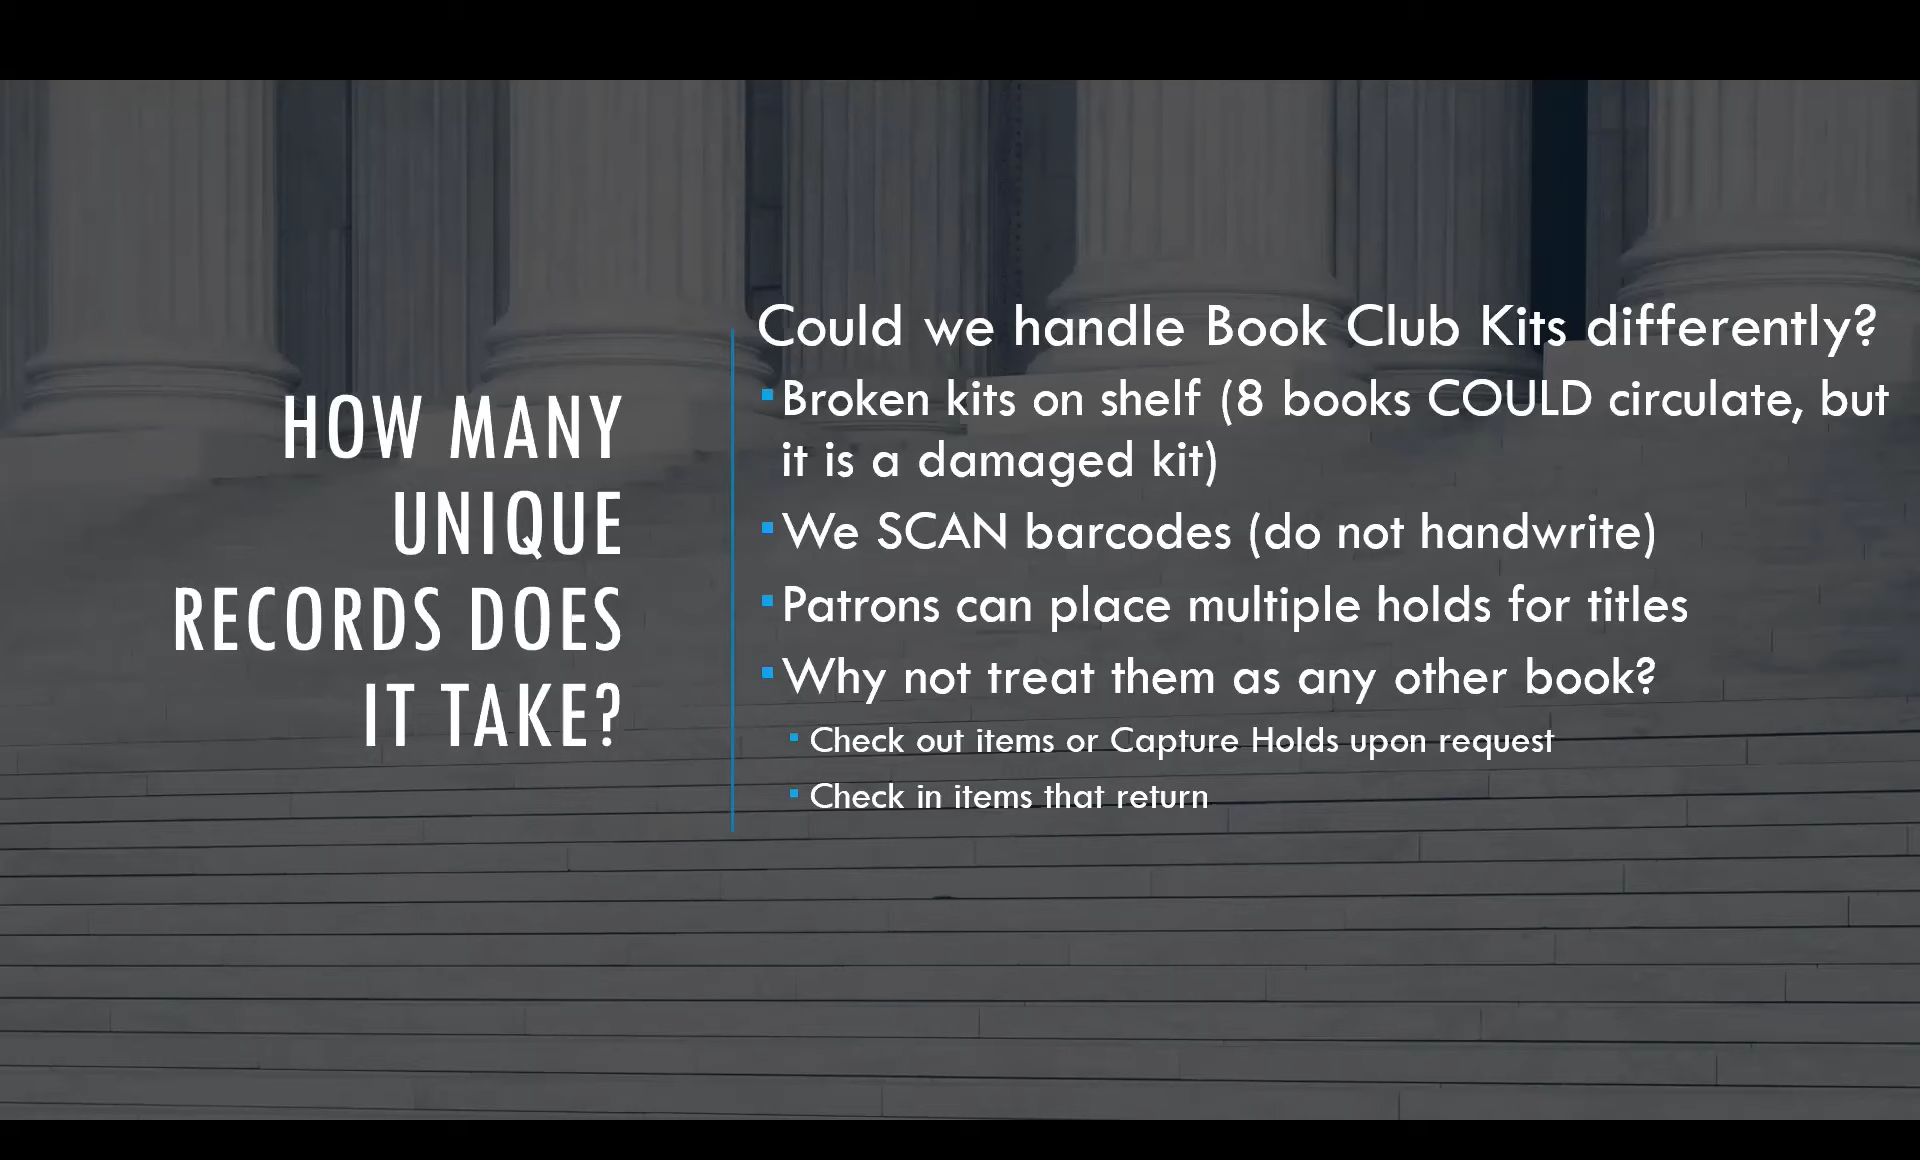 HOW MANY
UNIQUE
RECORDS DOES
IT TAKE?
Could we handle Book Club Kits differently?
▪ Broken kits on shelf (8 books COULD circulate, but
it is a damaged kit)
▪ We SCAN barcodes (do not handwrite)
▪ Patrons can place multiple holds for titles
▪ Why not treat them as any other book?
▪ Check out items or Capture Holds upon request
▪ Check in items that return